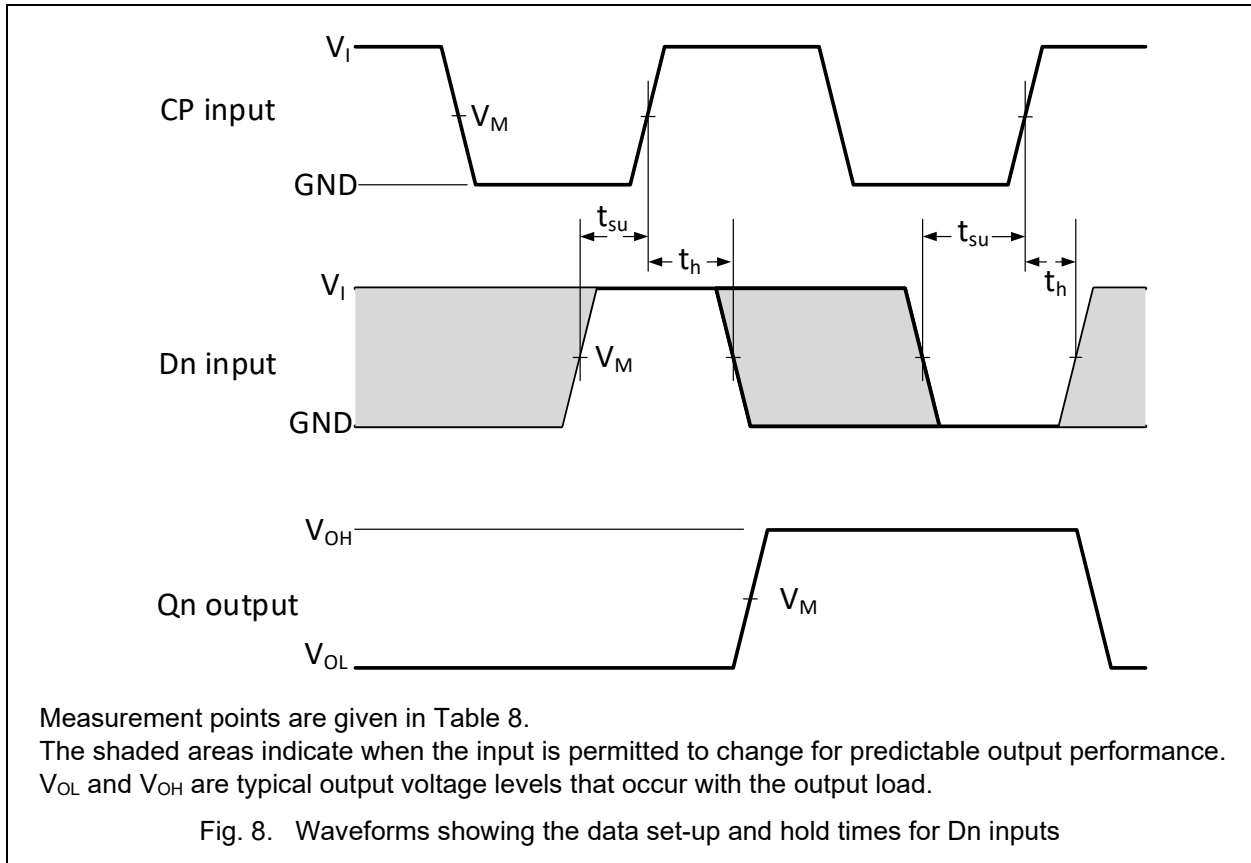 V_I
CP input
V_M
GND
t_su
t_su
t_h
t_h
V_I
Dn input
V_M
GND
V_OH
Qn output
V_M
V_OL
Measurement points are given in Table 8.
The shaded areas indicate when the input is permitted to change for predictable output performance.
V_OL and V_OH are typical output voltage levels that occur with the output load.
Fig. 8. Waveforms showing the data set-up and hold times for Dn inputs